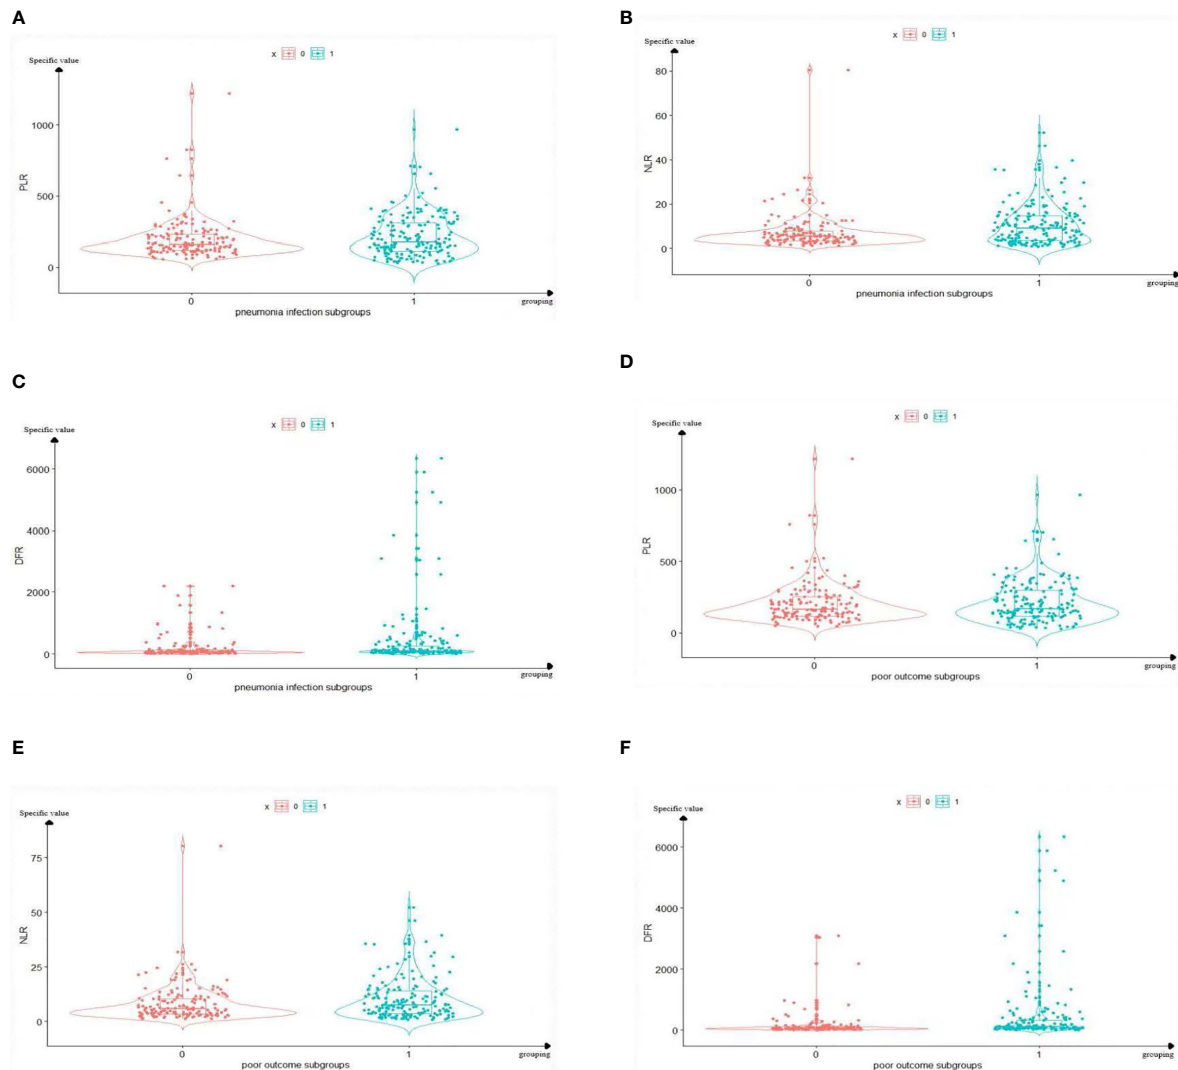 A
Specific value
x 0 1
1000
500
0
PLR
0 1
grouping
pneumonia infection subgroups
B
Specific value
x 0 1
80
60
40
20
0
NLR
0 1
grouping
pneumonia infection subgroups
C
Specific value
x 0 1
6000
4000
2000
0
DFR
0 1
grouping
pneumonia infection subgroups
D
Specific value
x 0 1
1000
500
0
PLR
0 1
grouping
poor outcome subgroups
E
Specific value
x 0 1
75
50
25
0
NLR
0 1
grouping
poor outcome subgroups
F
Specific value
x 0 1
6000
4000
2000
0
DFR
0 1
grouping
poor outcome subgroups